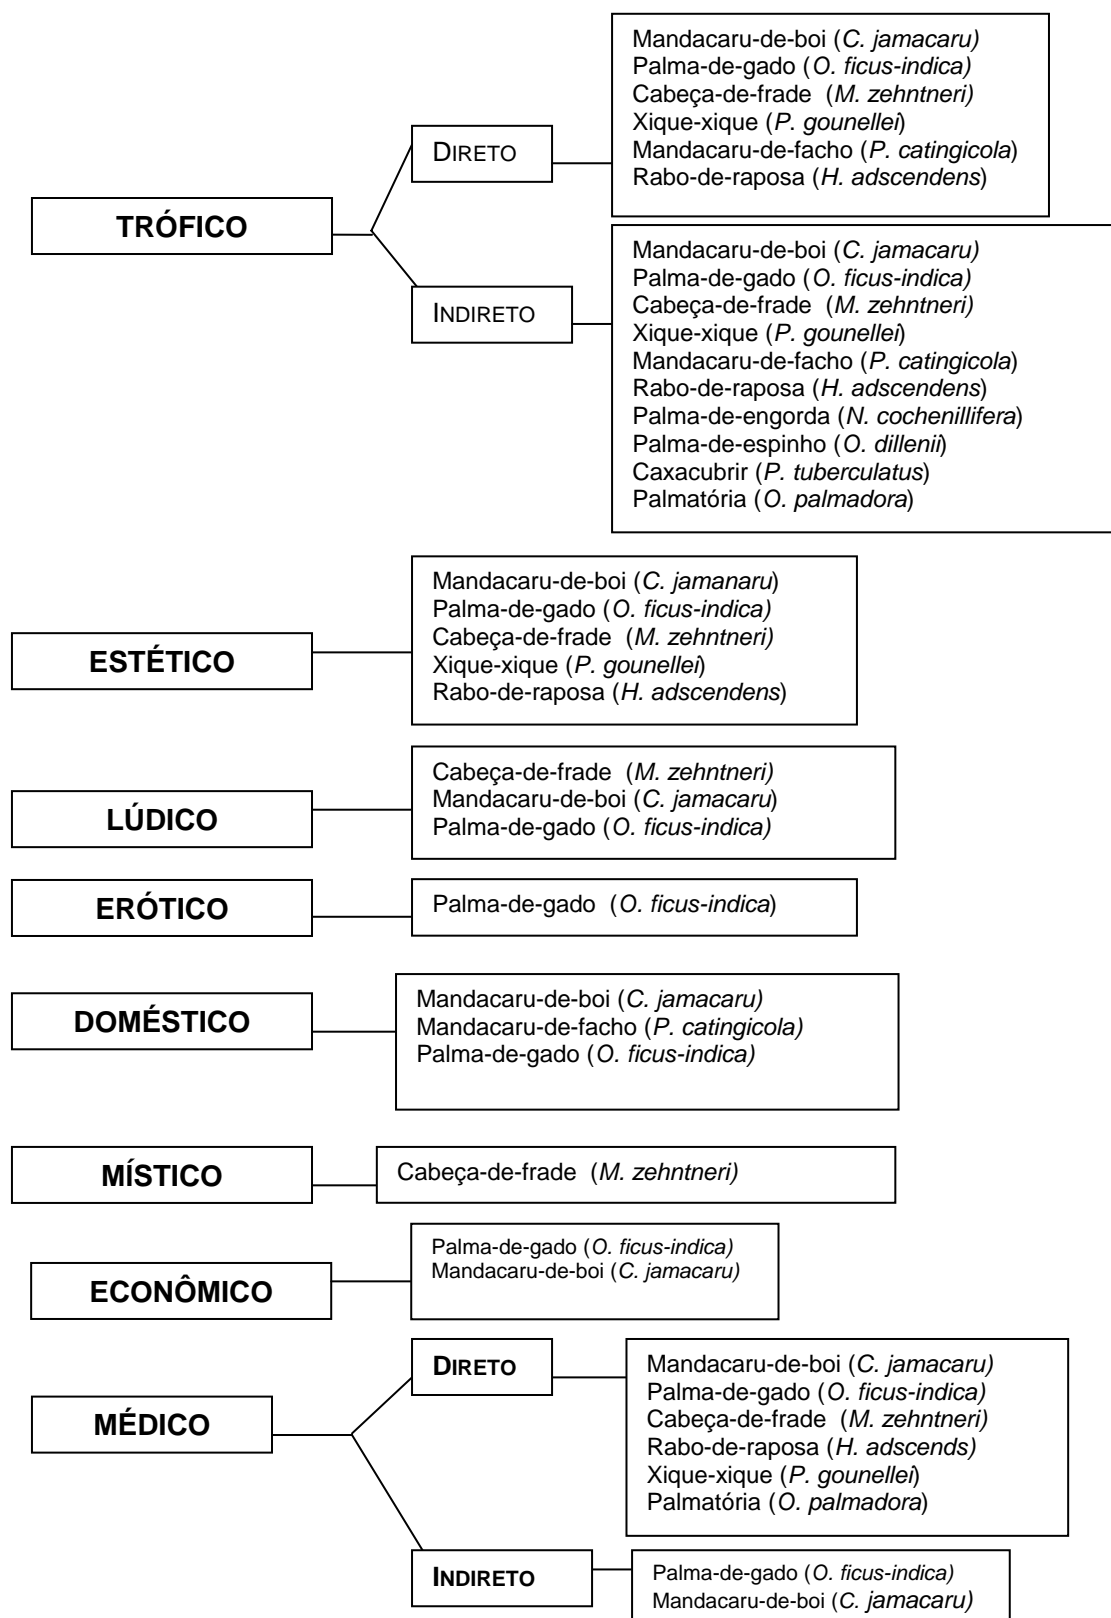 TRÓFICO
DIRETO
Mandacaru-de-boi (C. jamacaru)
Palma-de-gado (O. ficus-indica)
Cabeça-de-frade (M. zehntneri)
Xique-xique (P. gounellei)
Mandacaru-de-facho (P. catingicola)
Rabo-de-raposa (H. adscendens)
INDIRETO
Mandacaru-de-boi (C. jamacaru)
Palma-de-gado (O. ficus-indica)
Cabeça-de-frade (M. zehntneri)
Xique-xique (P. gounellei)
Mandacaru-de-facho (P. catingicola)
Rabo-de-raposa (H. adscendens)
Palma-de-engorda (N. cochenillifera)
Palma-de-espinho (O. dillenii)
Caxacubrir (P. tuberculatus)
Palmatória (O. palmadora)
ESTÉTICO
Mandacaru-de-boi (C. jamanaru)
Palma-de-gado (O. ficus-indica)
Cabeça-de-frade (M. zehntneri)
Xique-xique (P. gounellei)
Rabo-de-raposa (H. adscendens)
LÚDICO
Cabeça-de-frade (M. zehntneri)
Mandacaru-de-boi (C. jamacaru)
Palma-de-gado (O. ficus-indica)
ERÓTICO
Palma-de-gado (O. ficus-indica)
DOMÉSTICO
Mandacaru-de-boi (C. jamacaru)
Mandacaru-de-facho (P. catingicola)
Palma-de-gado (O. ficus-indica)
MÍSTICO
Cabeça-de-frade (M. zehntneri)
ECONÔMICO
Palma-de-gado (O. ficus-indica)
Mandacaru-de-boi (C. jamacaru)
MÉDICO
DIRETO
Mandacaru-de-boi (C. jamacaru)
Palma-de-gado (O. ficus-indica)
Cabeça-de-frade (M. zehntneri)
Rabo-de-raposa (H. adscends)
Xique-xique (P. gounellei)
Palmatória (O. palmadora)
INDIRETO
Palma-de-gado (O. ficus-indica)
Mandacaru-de-boi (C. jamacaru)